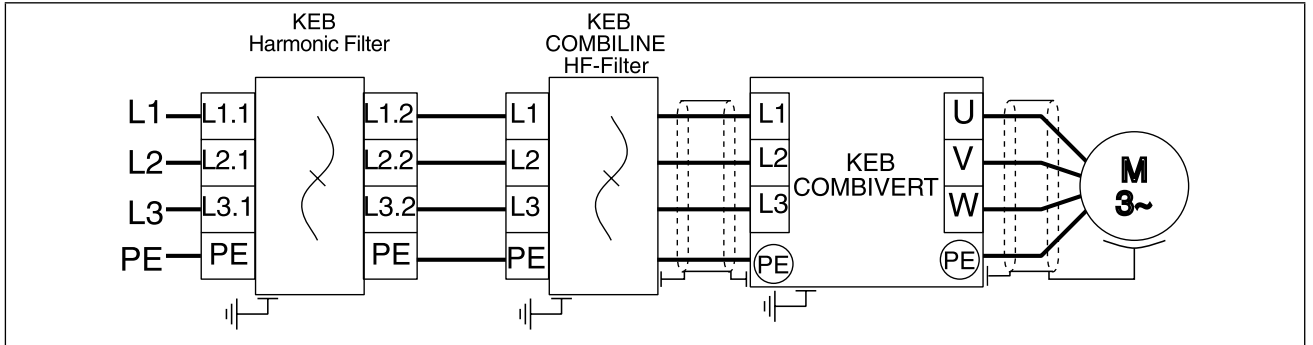 KEB
Harmonic Filter
KEB
COMBILINE
HF-Filter
L1 L1.1 L1.2 L1 L1 U
L2 L2.1 L2.2 L2 L2 V
L3 L3.1 L3.2 L3 L3 W
PE PE PE PE PE PE
KEB
COMBIVERT
M
3~